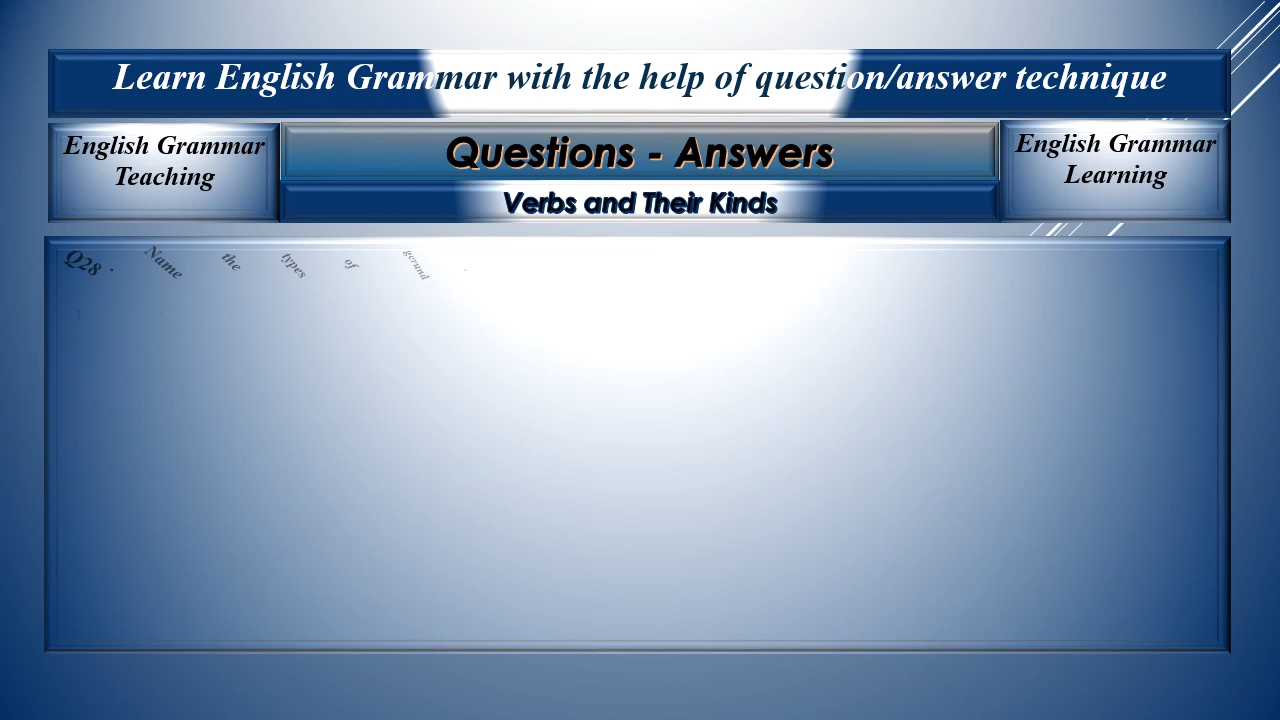 Learn English Grammar with the help of question/answer technique
English Grammar
Teaching
Questions - Answers
Verbs and Their Kinds
English Grammar
Learning
Q28. Name the types of gerund